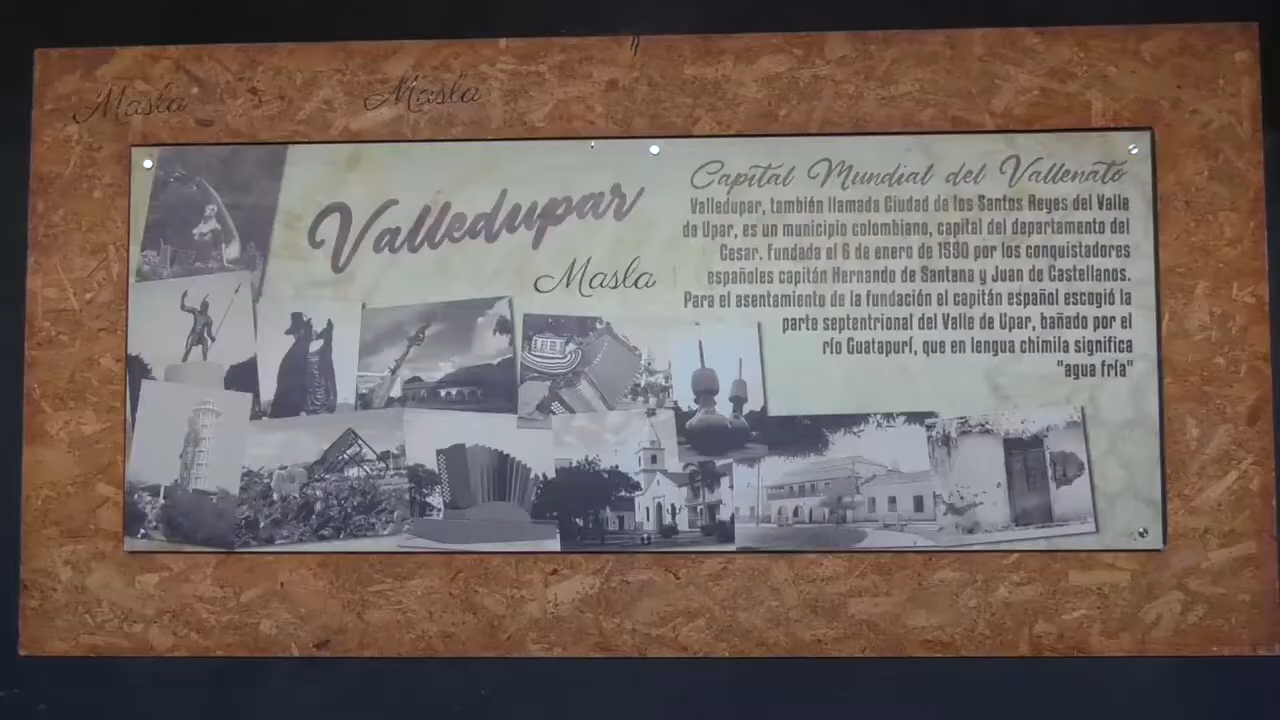 Masla
Masla
Valledupar
Masla
Capital Mundial del Vallenato
Valledupar, también llamada Ciudad de los Santos Reyes del Valle
de Upar, es un municipio colombiano, capital del departamento del
Cesar. Fundada el 6 de enero de 1590 por los conquistadores
españoles capitán Hernando de Santana y Juan de Castellanos.
Para el asentamiento de la fundación el capitán español escogió la
parte septentrional del Valle de Upar, bañado por el
río Guatapurí, que en lengua chimila significa
"agua fría"